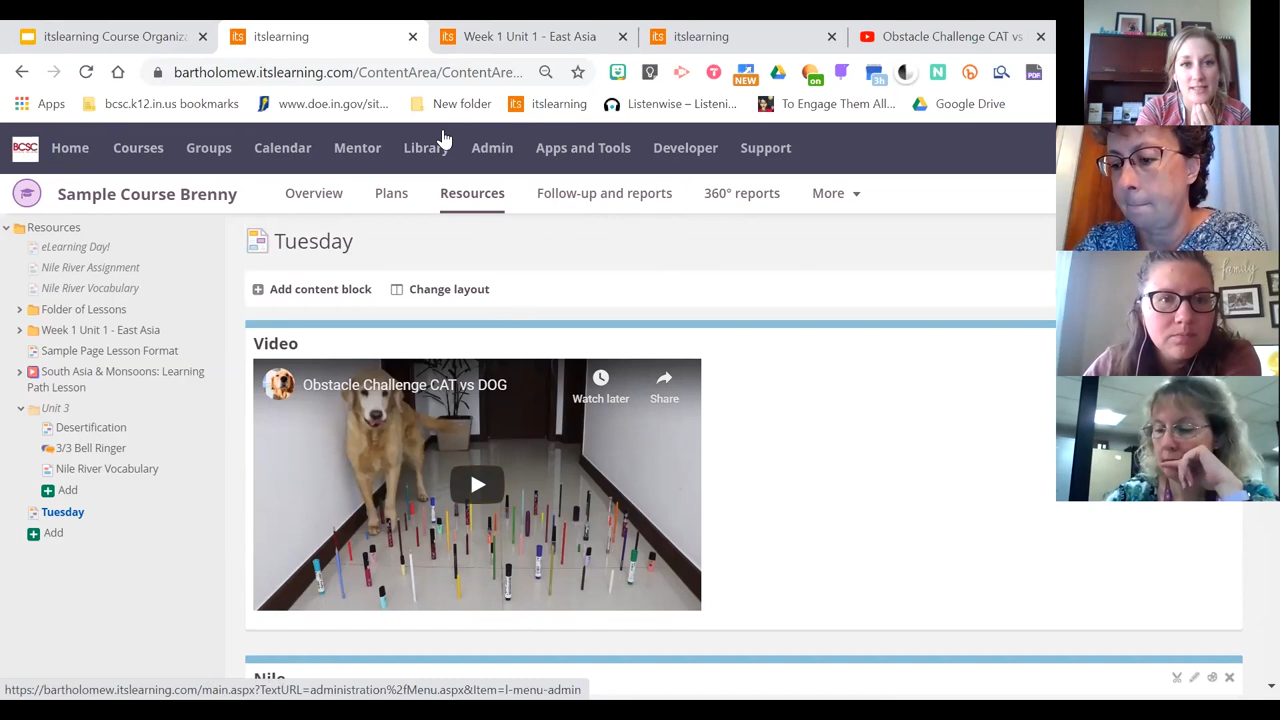 itslearning Course Organiz
itslearning
Week 1 Unit 1 - East Asia
itslearning
Obstacle Challenge CAT vs
bartholomew.itslearning.com/ContentArea/ContentAre...
NEW
on
3h
N
PDF
Apps
bcsc.k12.in.us bookmarks
www.doe.in.gov/sit...
New folder
itslearning
Listenwise – Listeni...
To Engage Them All...
Google Drive
BCSC
Home
Courses
Groups
Calendar
Mentor
Library
Admin
Apps and Tools
Developer
Support
Sample Course Brenny
Overview
Plans
Resources
Follow-up and reports
360° reports
More
Resources
eLearning Day!
Nile River Assignment
Nile River Vocabulary
Folder of Lessons
Week 1 Unit 1 - East Asia
Sample Page Lesson Format
South Asia & Monsoons: Learning
Path Lesson
Unit 3
Desertification
3/3 Bell Ringer
Nile River Vocabulary
Add
Tuesday
Add
Tuesday
Add content block
Change layout
Video
Obstacle Challenge CAT vs DOG
Watch later
Share
Nile
https://bartholomew.itslearning.com/main.aspx?TextURL=administration%2fMenu.aspx&Item=l-menu-admin
family